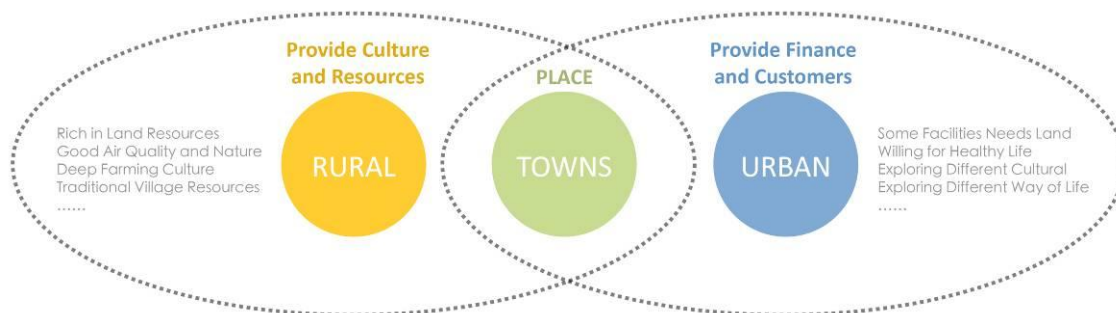 Provide Culture
and Resources
RURAL
Rich in Land Resources
Good Air Quality and Nature
Deep Farming Culture
Traditional Village Resources
......
PLACE
TOWNS
Provide Finance
and Customers
URBAN
Some Facilities Needs Land
Willing for Healthy Life
Exploring Different Cultural
Exploring Different Way of Life
......